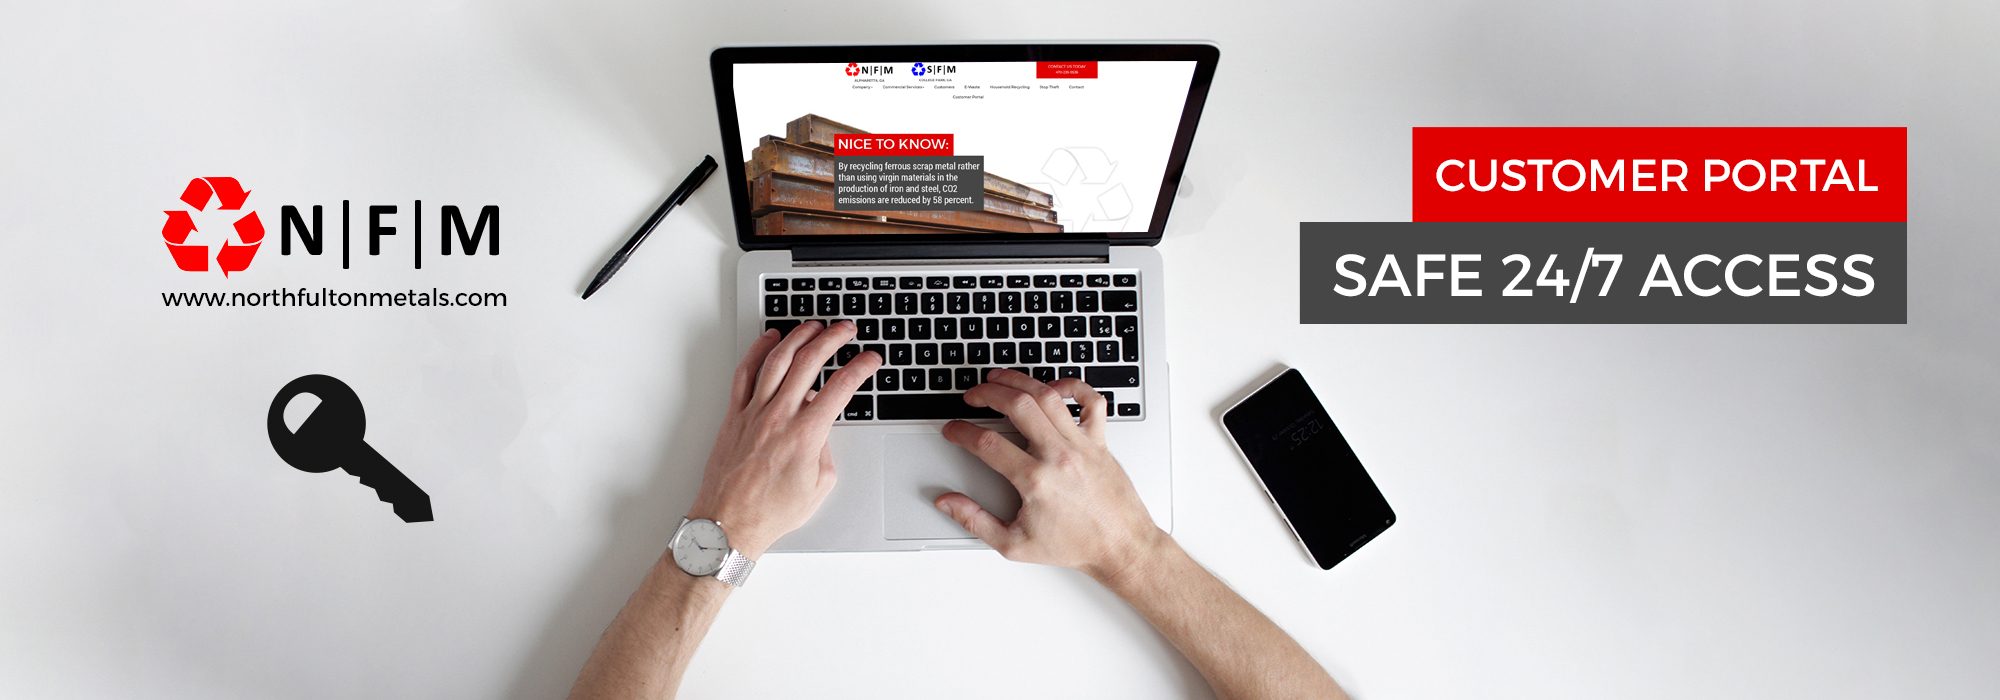 N|F|M
www.northfultonmetals.com
N|F|M
ALPHARETTA, GA
S|F|M
COLLEGE PARK, GA
CONTACT US TODAY
Company
Commercial Services
Customers
E-Waste
Household Recycling
Stop Theft
Contact
Customer Portal
NICE TO KNOW:
By recycling ferrous scrap metal rather
than using virgin materials in the
production of iron and steel, CO2
emissions are reduced by 58 percent.
CUSTOMER PORTAL
SAFE 24/7 ACCESS
E R T Y U I O P
S F G H J K L M
C V B N
cmd
12:25